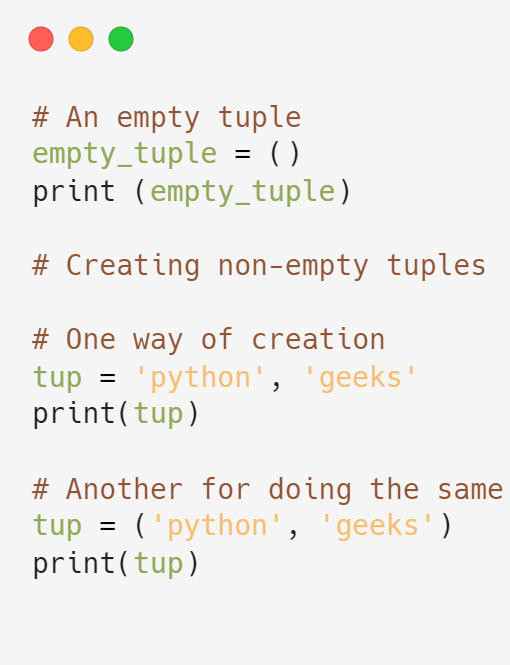 # An empty tuple
empty_tuple = ()
print (empty_tuple)
# Creating non-empty tuples
# One way of creation
tup = 'python', 'geeks'
print(tup)
# Another for doing the same
tup = ('python', 'geeks')
print(tup)